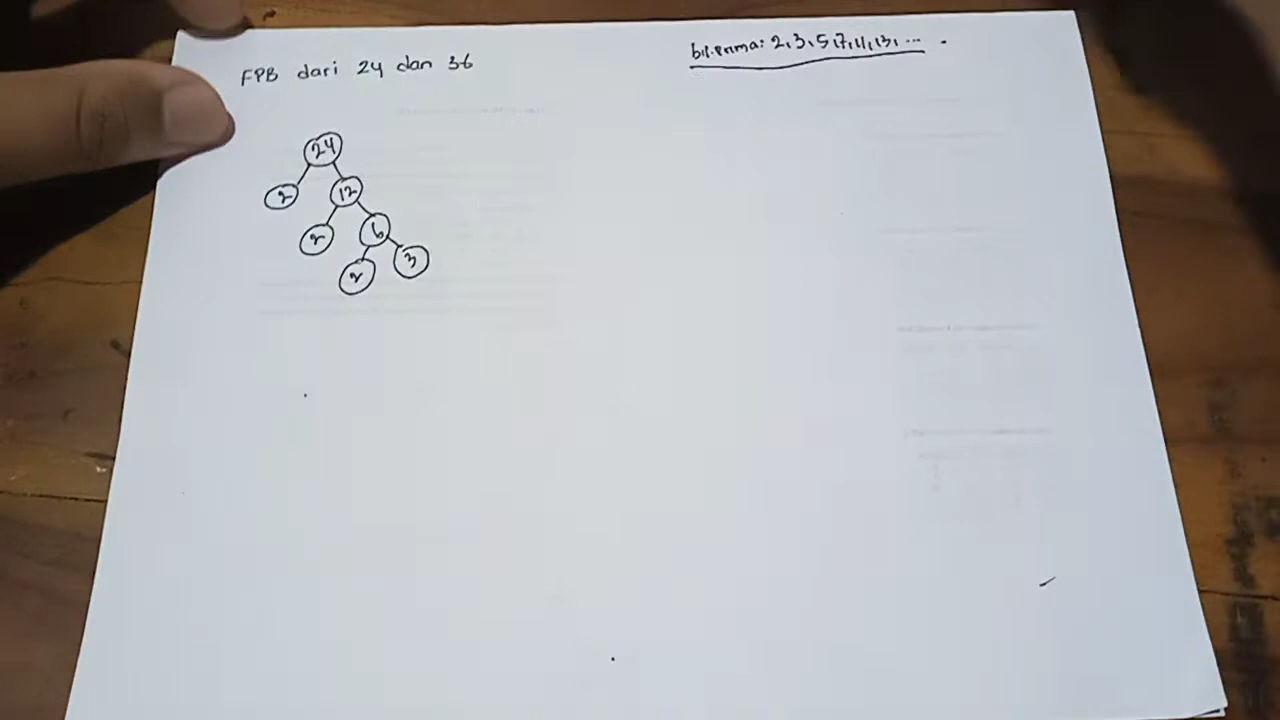 FPB dari 24 dan 36
bil.prima: 2, 3, 5, 7, 11, 13, ...
24
2 12
2 6
2 3